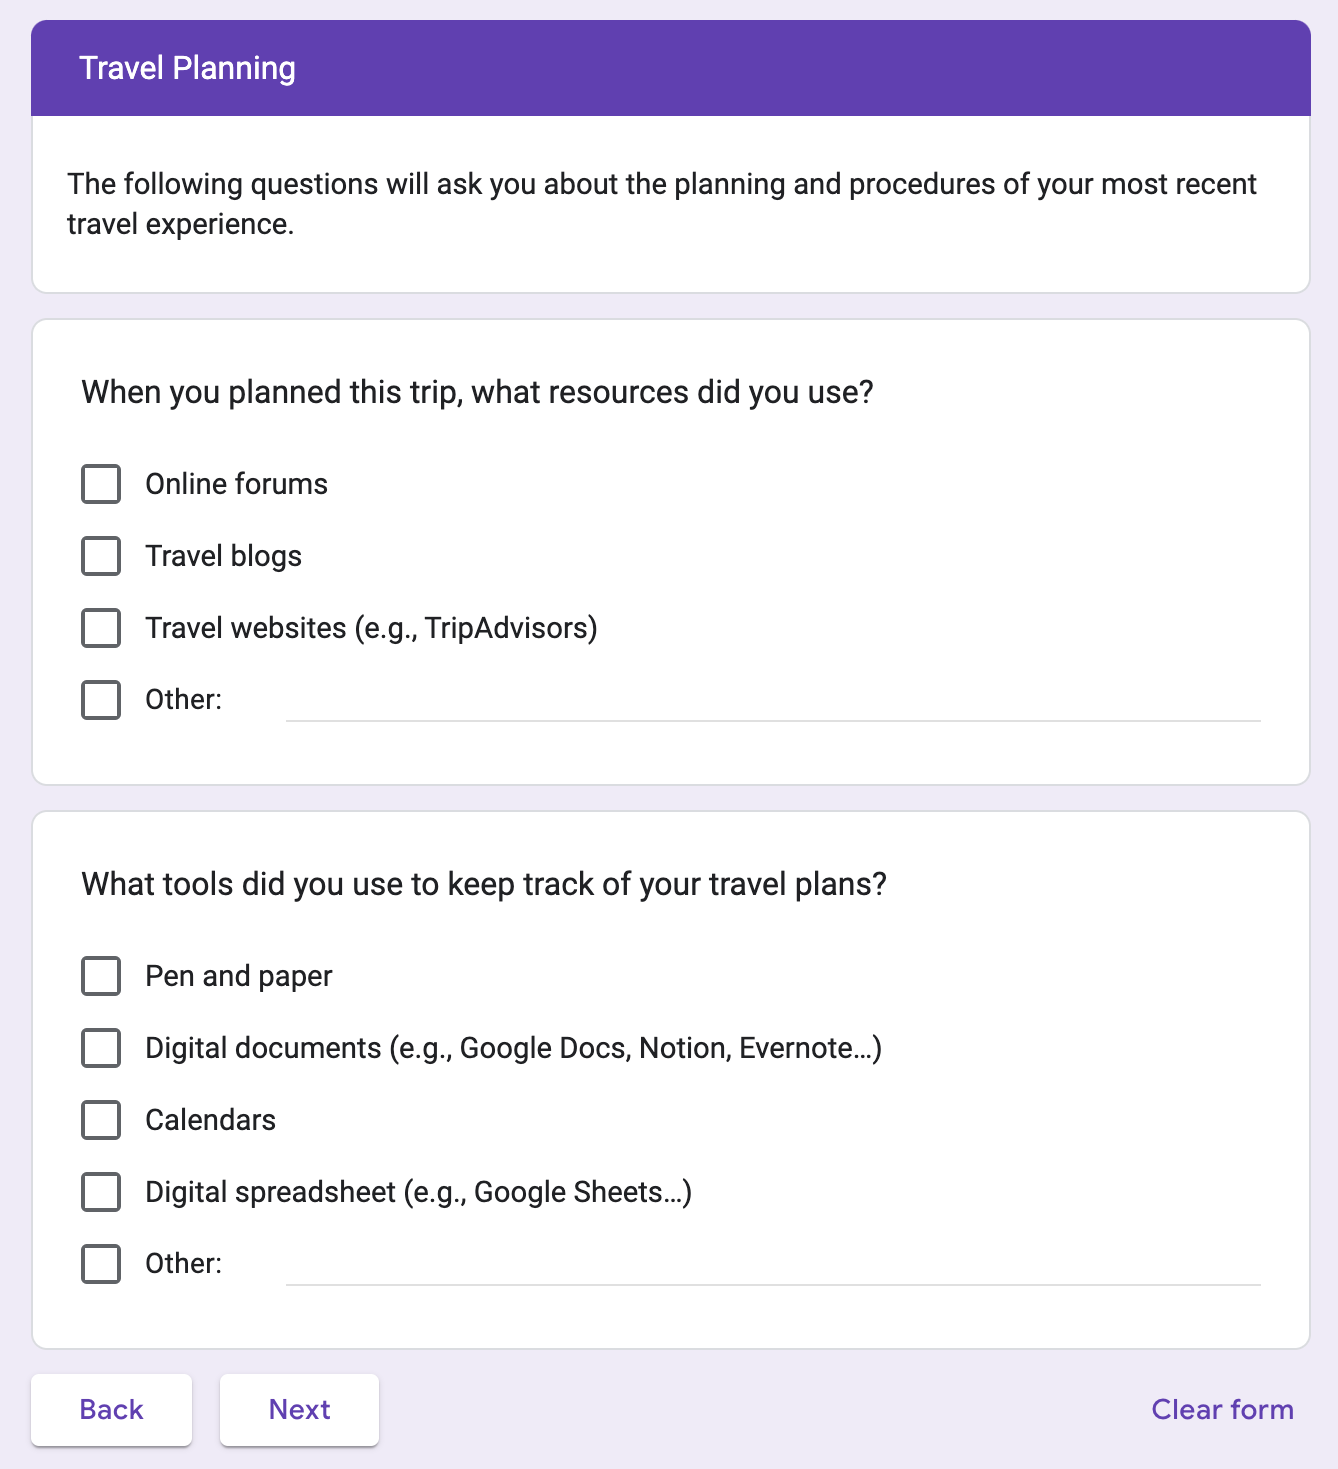 Travel Planning
The following questions will ask you about the planning and procedures of your most recent
travel experience.
When you planned this trip, what resources did you use?
Online forums
Travel blogs
Travel websites (e.g., TripAdvisors)
Other:
What tools did you use to keep track of your travel plans?
Pen and paper
Digital documents (e.g., Google Docs, Notion, Evernote...)
Calendars
Digital spreadsheet (e.g., Google Sheets...)
Other:
Back Next Clear form